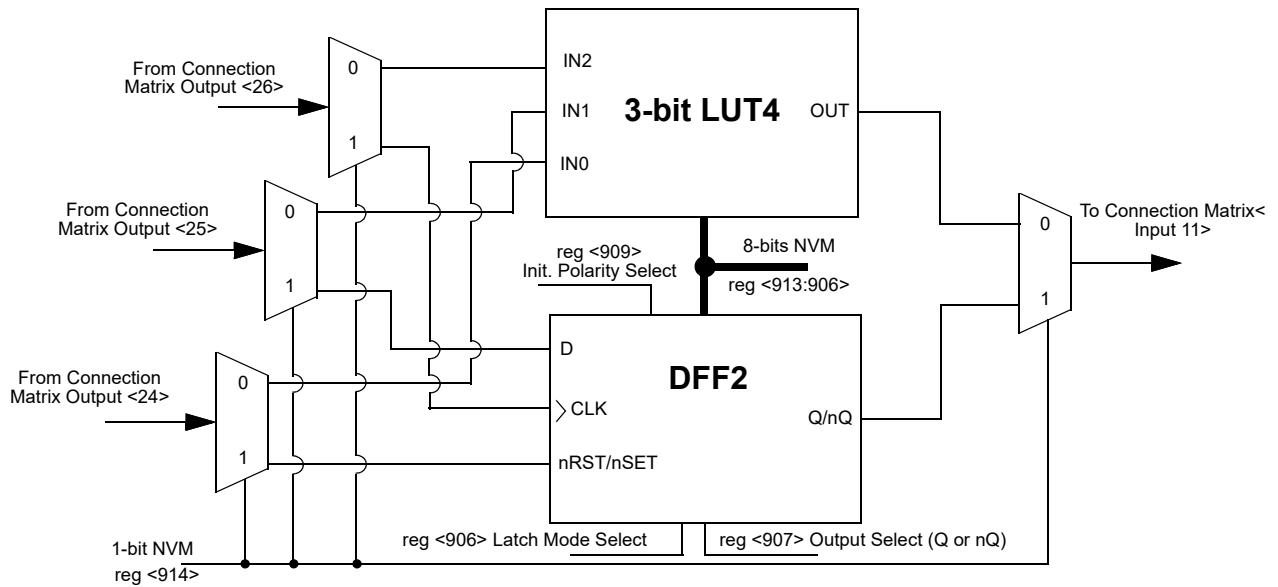 From Connection
Matrix Output <26>
0
1
IN2
IN1
IN0
3-bit LUT4
OUT
From Connection
Matrix Output <25>
0
1
To Connection Matrix<
Input 11>
0
1
reg <909>
Init. Polarity Select
8-bits NVM
reg <913:906>
From Connection
Matrix Output <24>
0
1
D
CLK
nRST/nSET
DFF2
Q/nQ
reg <906> Latch Mode Select
reg <907> Output Select (Q or nQ)
1-bit NVM
reg <914>